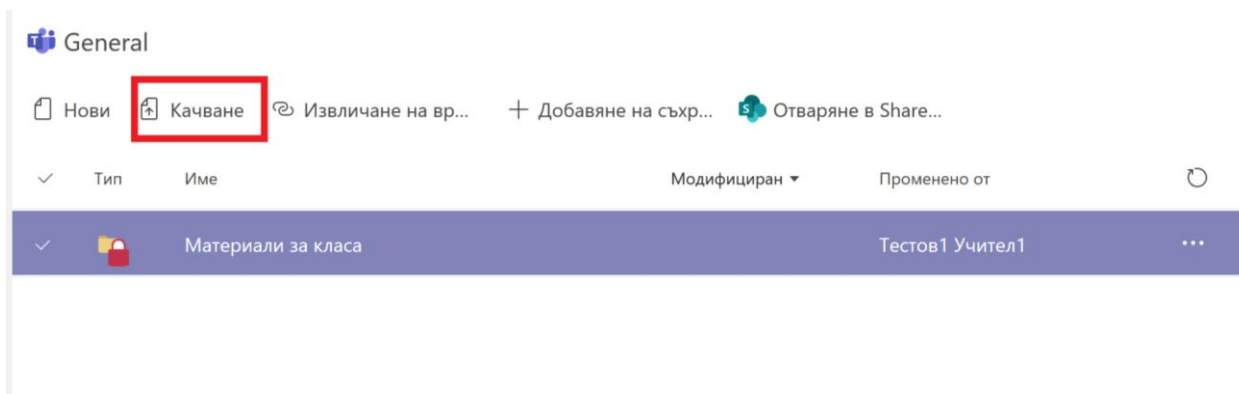 General
Нови Качване Извличане на вр... Добавяне на съхр... Отваряне в Share...
Тип Име Модифициран Променено от
Материали за класа Тестов1 Учител1